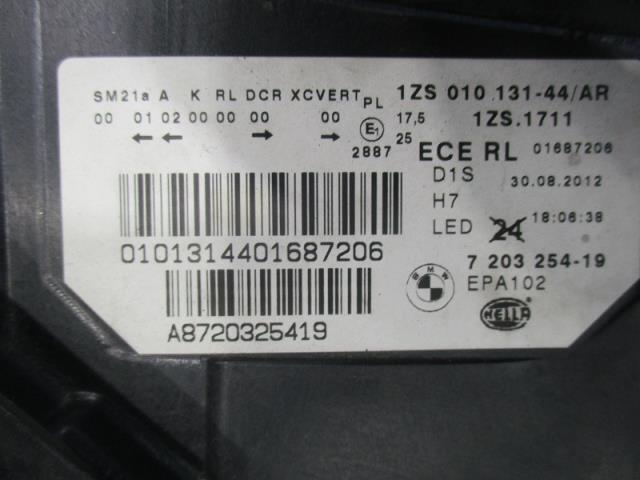 SM21a A K RL DCR XCVERT PL
00 01 02 00 00 00 00
← ← → →
E1
17,5
25
2887
1ZS 010 131-44/AR
1ZS.1711
ECE RL 01687206
D1S 30.08.2012
H7
LED 24 18:06:38
0101314401687206
7 203 254-19
BMW EPA102
HELLA
A8720325419